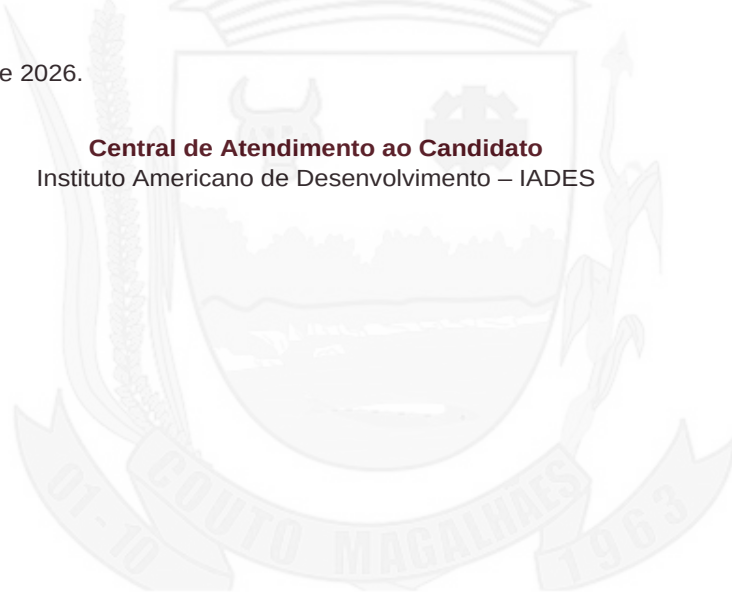 e 2026.
Central de Atendimento ao Candidato
Instituto Americano de Desenvolvimento – IADES
01-10 COUTO MAGALHÃES 1963